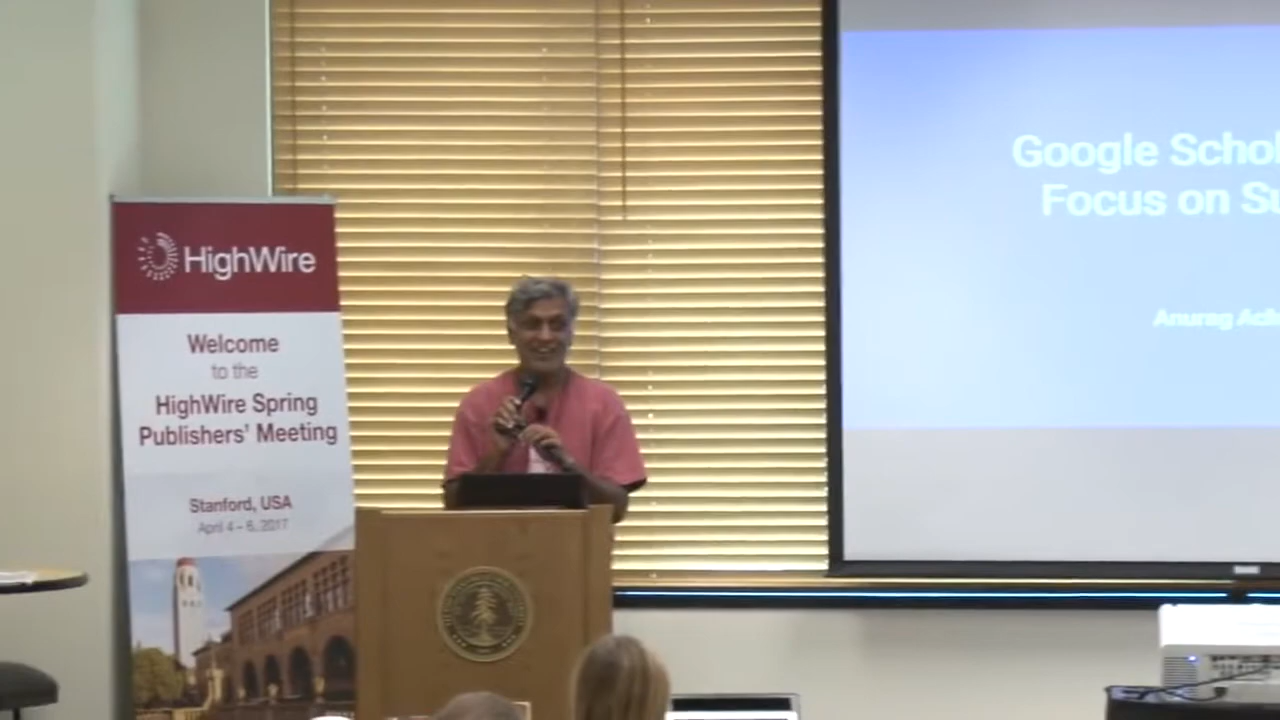 HighWire
Welcome
to the
HighWire Spring
Publishers' Meeting
Stanford, USA
April 4 – 6, 2017
Google Schol
Focus on Su
Anurag Ach